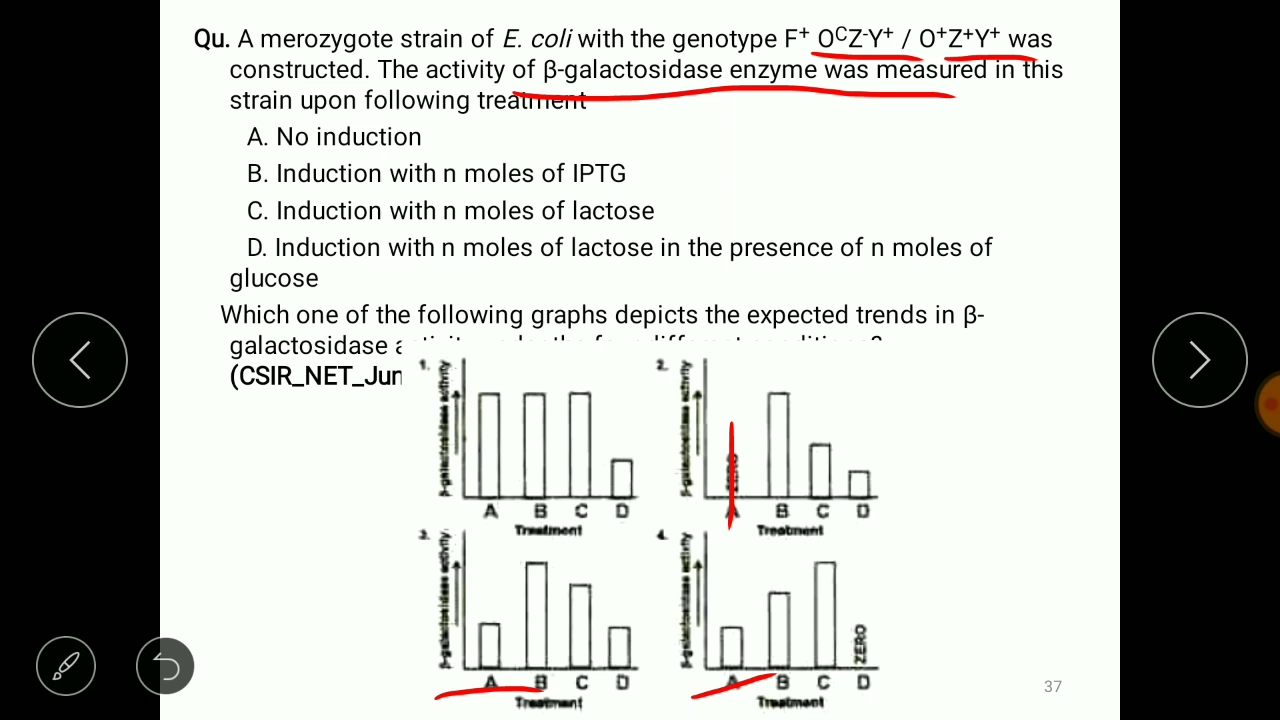 Qu. A merozygote strain of E. coli with the genotype F⁺ OᶜZ⁻Y⁺ / O⁺Z⁺Y⁺ was
constructed. The activity of β-galactosidase enzyme was measured in this
strain upon following treatment
A. No induction
B. Induction with n moles of IPTG
C. Induction with n moles of lactose
D. Induction with n moles of lactose in the presence of n moles of
glucose
Which one of the following graphs depicts the expected trends in β-
galactosidase
(CSIR_NET_Jun
1.
β-galactosidase activity
A B C D
Treatment
2.
β-galactosidase activity
ZERO
A B C D
Treatment
3.
β-galactosidase activity
A B C D
Treatment
4.
β-galactosidase activity
ZERO
A B C D
Treatment
37